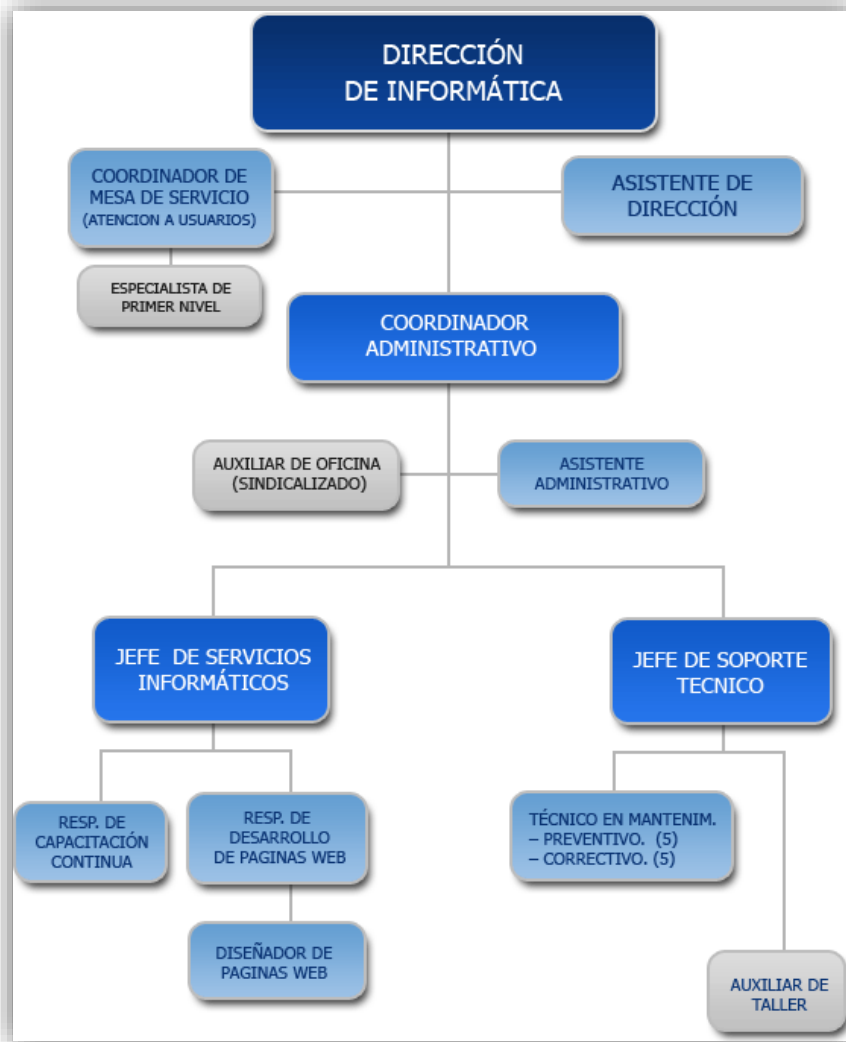 DIRECCIÓN
DE INFORMÁTICA
COORDINADOR DE
MESA DE SERVICIO
(ATENCION A USUARIOS)
ASISTENTE DE
DIRECCIÓN
ESPECIALISTA DE
PRIMER NIVEL
COORDINADOR
ADMINISTRATIVO
AUXILIAR DE OFICINA
(SINDICALIZADO)
ASISTENTE
ADMINISTRATIVO
JEFE DE SERVICIOS
INFORMÁTICOS
JEFE DE SOPORTE
TECNICO
RESP. DE
CAPACITACIÓN
CONTINUA
RESP. DE
DESARROLLO
DE PAGINAS WEB
TÉCNICO EN MANTENIM.
– PREVENTIVO. (5)
– CORRECTIVO. (5)
DISEÑADOR DE
PAGINAS WEB
AUXILIAR DE
TALLER